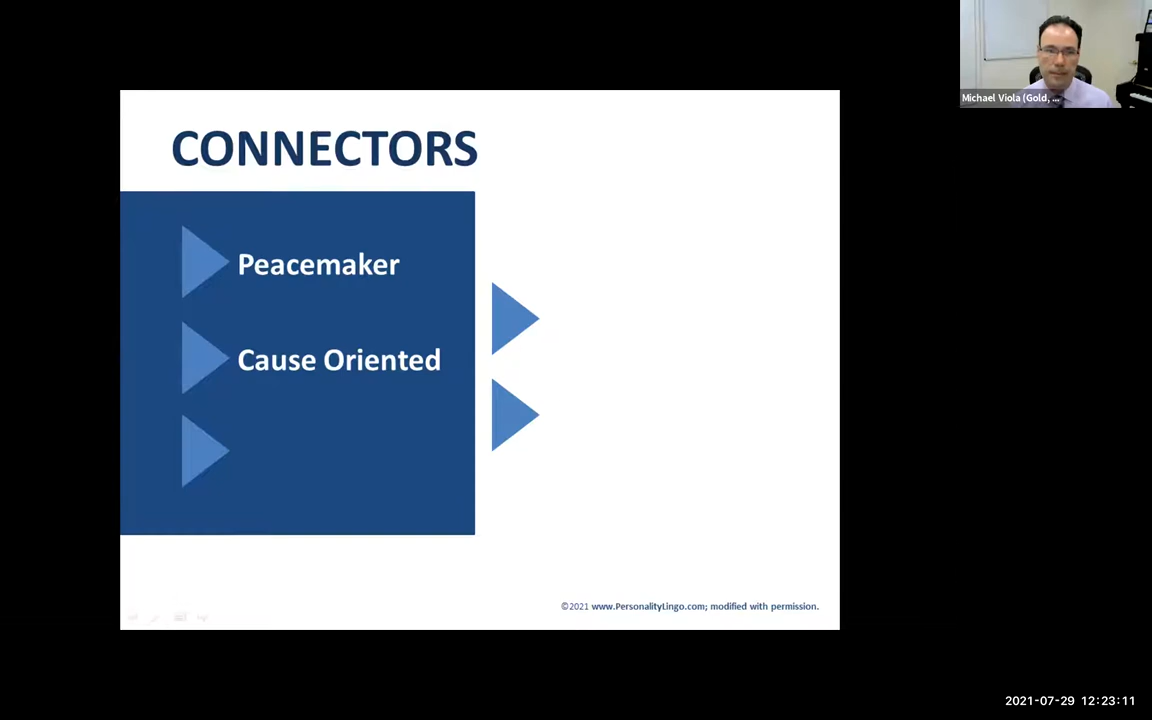 Michael Viola (Gold, ...
CONNECTORS
Peacemaker
Cause Oriented
©2021 www.PersonalityLingo.com; modified with permission.
2021-07-29 12:23:11